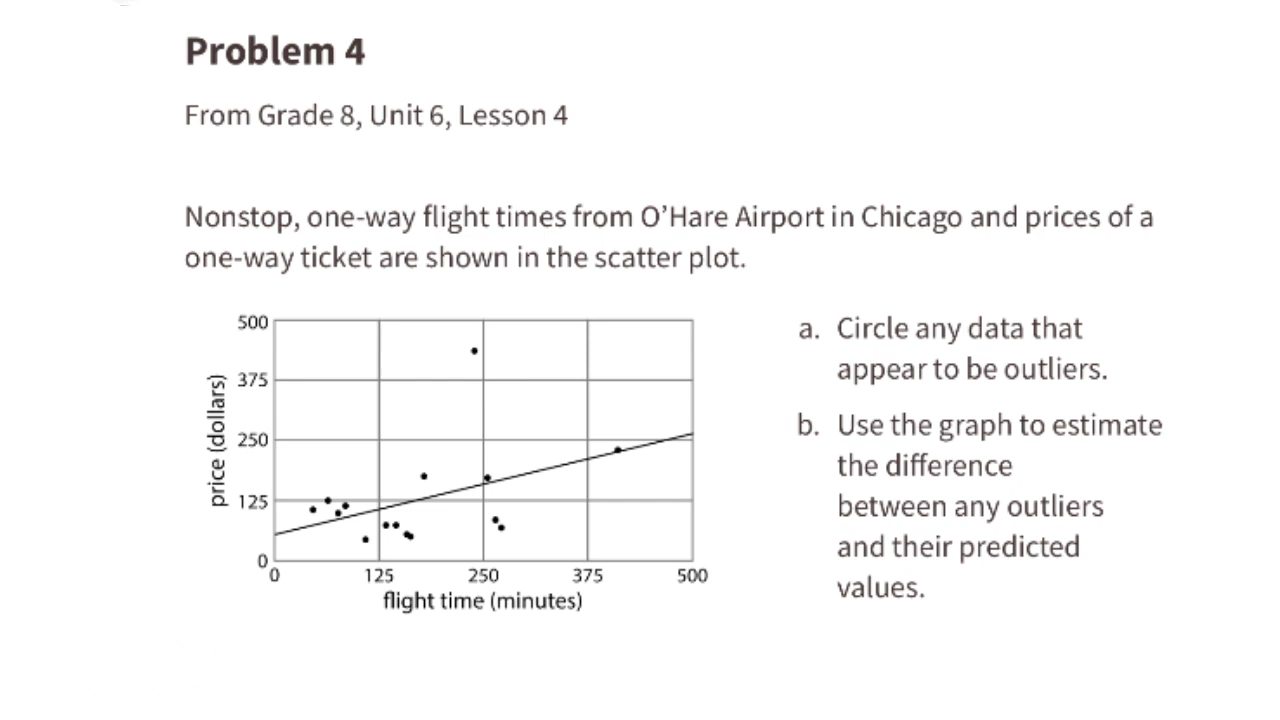 Problem 4
From Grade 8, Unit 6, Lesson 4
Nonstop, one-way flight times from O’Hare Airport in Chicago and prices of a
one-way ticket are shown in the scatter plot.
500
375
250
125
0
price (dollars)
0 125 250 375 500
flight time (minutes)
a. Circle any data that
appear to be outliers.
b. Use the graph to estimate
the difference
between any outliers
and their predicted
values.